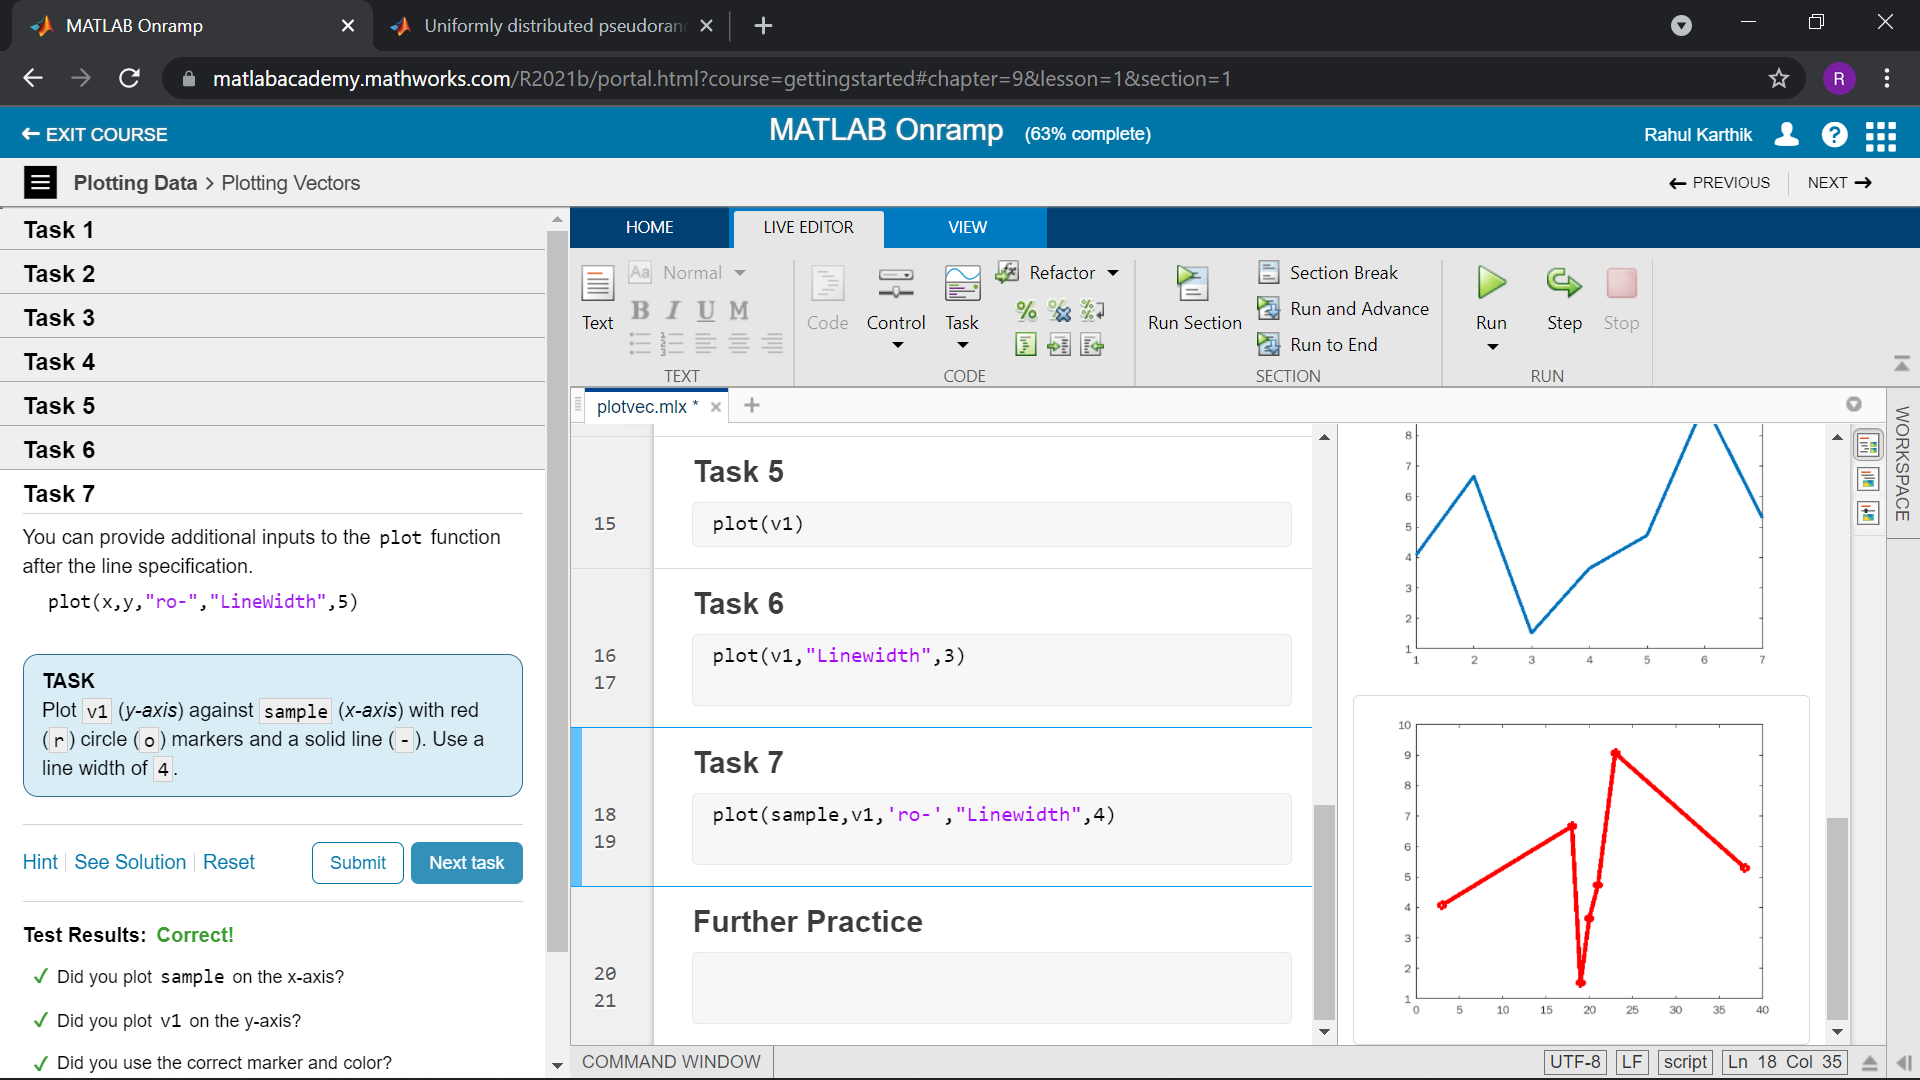 MATLAB Onramp
Uniformly distributed pseudoran
matlabacademy.mathworks.com/R2021b/portal.html?course=gettingstarted#chapter=9&lesson=1&section=1
R
EXIT COURSE
MATLAB Onramp (63% complete)
Rahul Karthik
?
Plotting Data > Plotting Vectors
PREVIOUS
NEXT
Task 1
Task 2
Task 3
Task 4
Task 5
Task 6
Task 7
You can provide additional inputs to the plot function
after the line specification.
plot(x,y,"ro-","LineWidth",5)
TASK
Plot v1 (y-axis) against sample (x-axis) with red
(r) circle (o) markers and a solid line (-). Use a
line width of 4.
Hint
See Solution
Reset
Submit
Next task
Test Results: Correct!
✓ Did you plot sample on the x-axis?
✓ Did you plot v1 on the y-axis?
✓ Did you use the correct marker and color?
HOME
LIVE EDITOR
VIEW
Text
Aa Normal
B I U M
TEXT
Code
Control
Task
Refactor
CODE
Run Section
Section Break
Run and Advance
Run to End
SECTION
Run
Step
Stop
RUN
plotvec.mlx *
WORKSPACE
Task 5
15 plot(v1)
Task 6
16 plot(v1,"Linewidth",3)
17
Task 7
18 plot(sample,v1,'ro-',"Linewidth",4)
19
Further Practice
20
21
8
7
6
5
4
3
2
1
1 2 3 4 5 6 7
10
9
8
7
6
5
4
3
2
1
0 5 10 15 20 25 30 35 40
COMMAND WINDOW
UTF-8
LF
script
Ln 18 Col 35